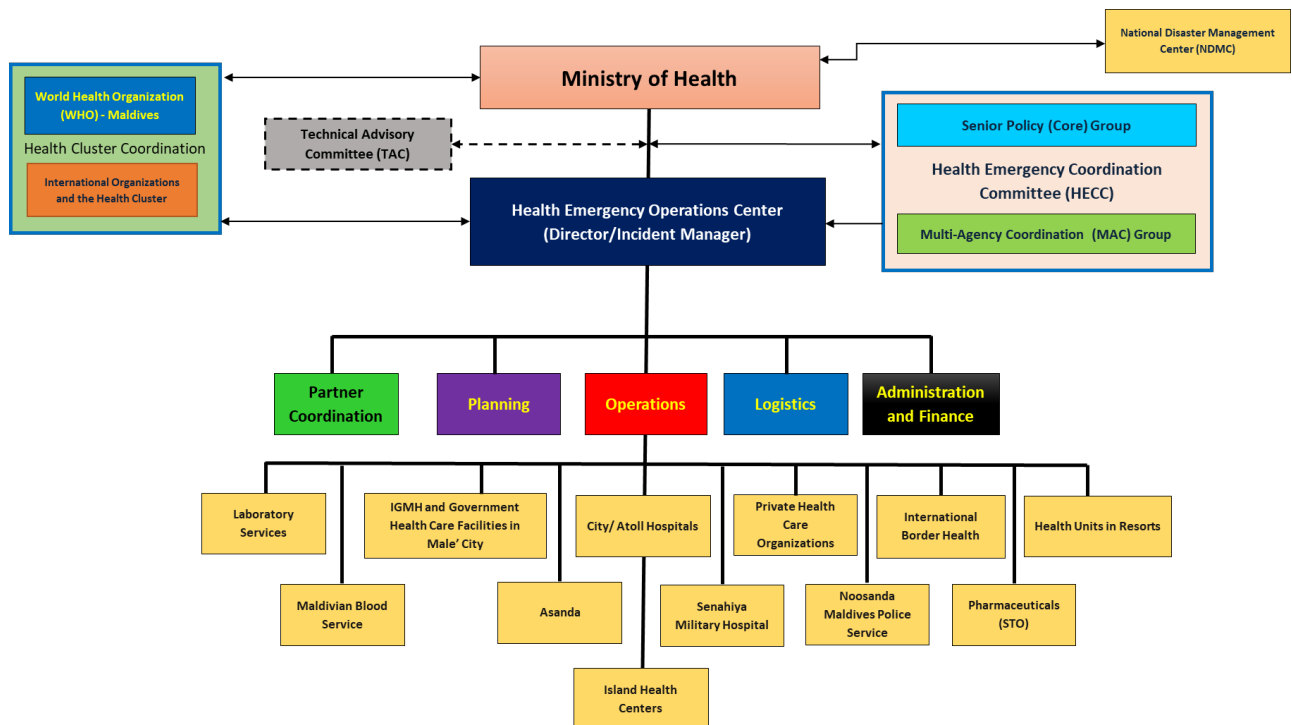 National Disaster Management
Center (NDMC)
Ministry of Health
World Health Organization
(WHO) - Maldives
Health Cluster Coordination
International Organizations
and the Health Cluster
Technical Advisory
Committee (TAC)
Senior Policy (Core) Group
Health Emergency Coordination
Committee (HECC)
Multi-Agency Coordination (MAC) Group
Health Emergency Operations Center
(Director/Incident Manager)
Partner
Coordination
Planning
Operations
Logistics
Administration
and Finance
Laboratory
Services
IGMH and Government
Health Care Facilities in
Male’ City
City/ Atoll Hospitals
Private Health
Care
Organizations
International
Border Health
Health Units in Resorts
Maldivian Blood
Service
Asanda
Senahiya
Military Hospital
Noosanda
Maldives Police
Service
Pharmaceuticals
(STO)
Island Health
Centers